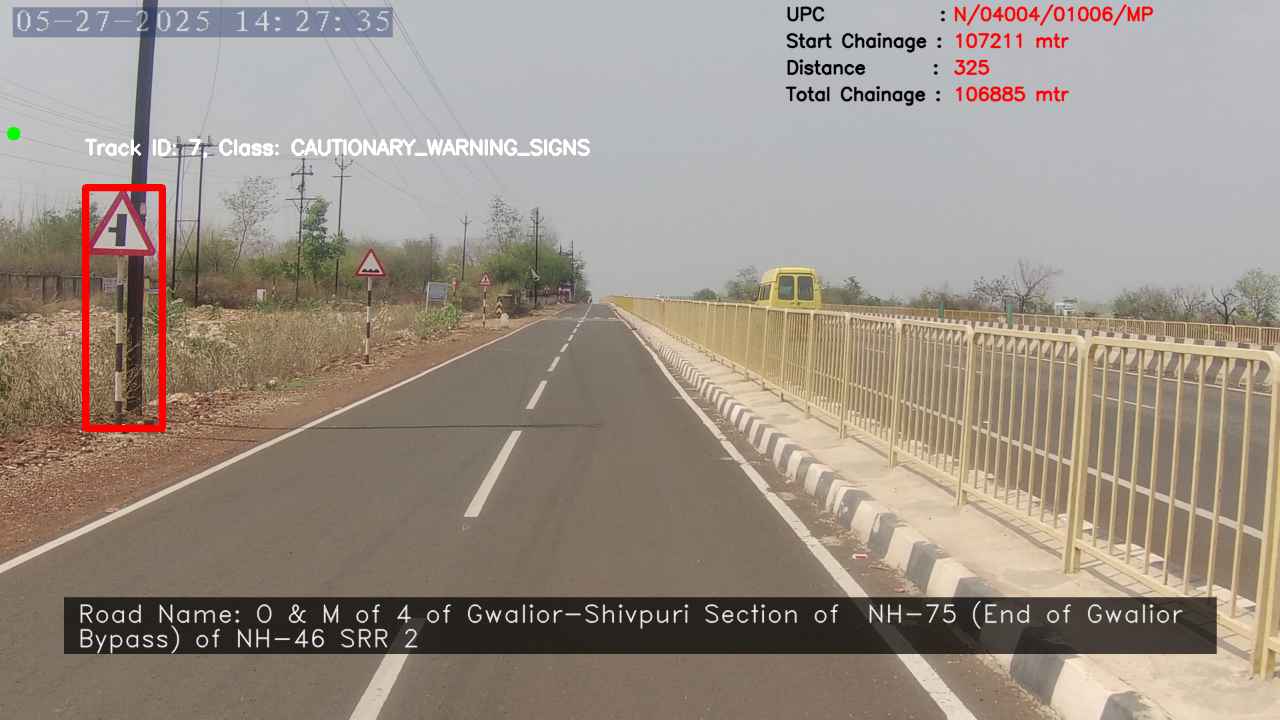 05-27-2025 14:27:35
UPC : N/04004/01006/MP
Start Chainage : 107211 mtr
Distance : 325
Total Chainage : 106885 mtr
Track ID: 7, Class: CAUTIONARY_WARNING_SIGNS
Road Name: O & M of 4 of Gwalior-Shivpuri Section of NH-75 (End of Gwalior
Bypass) of NH-46 SRR 2